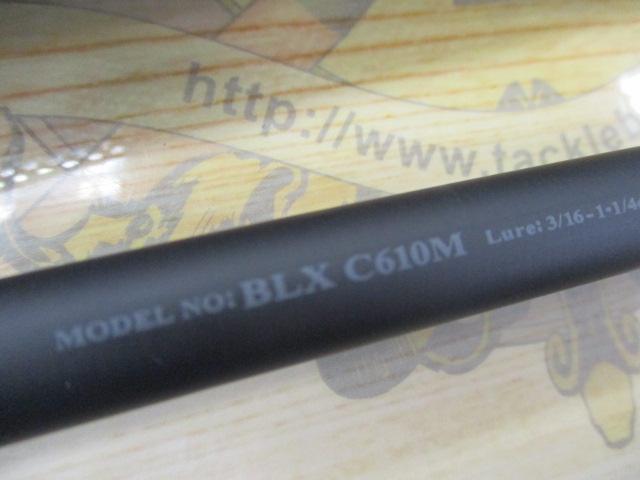 http://www.tackleb
MODEL NO: BLX C610M Lure: 3/16-1•1/4